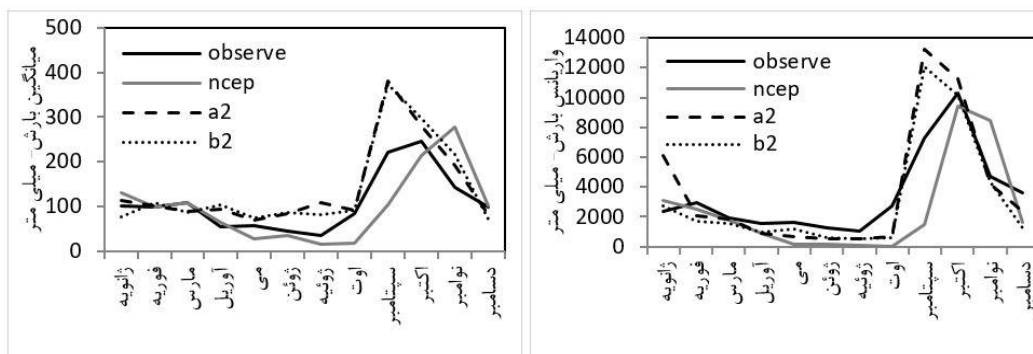 میانگین بارش - میلی متر
500
400
300
200
100
0
observe
ncep
a2
b2
ژانویه
فوریه
مارس
آوریل
می
ژوئن
ژوئیه
اوت
سپتامبر
اکتبر
نوامبر
دسامبر
واریانس بارش - میلی متر
14000
12000
10000
8000
6000
4000
2000
0
observe
ncep
a2
b2
ژانویه
فوریه
مارس
آوریل
می
ژوئن
ژوئیه
اوت
سپتامبر
اکتبر
نوامبر
دسامبر